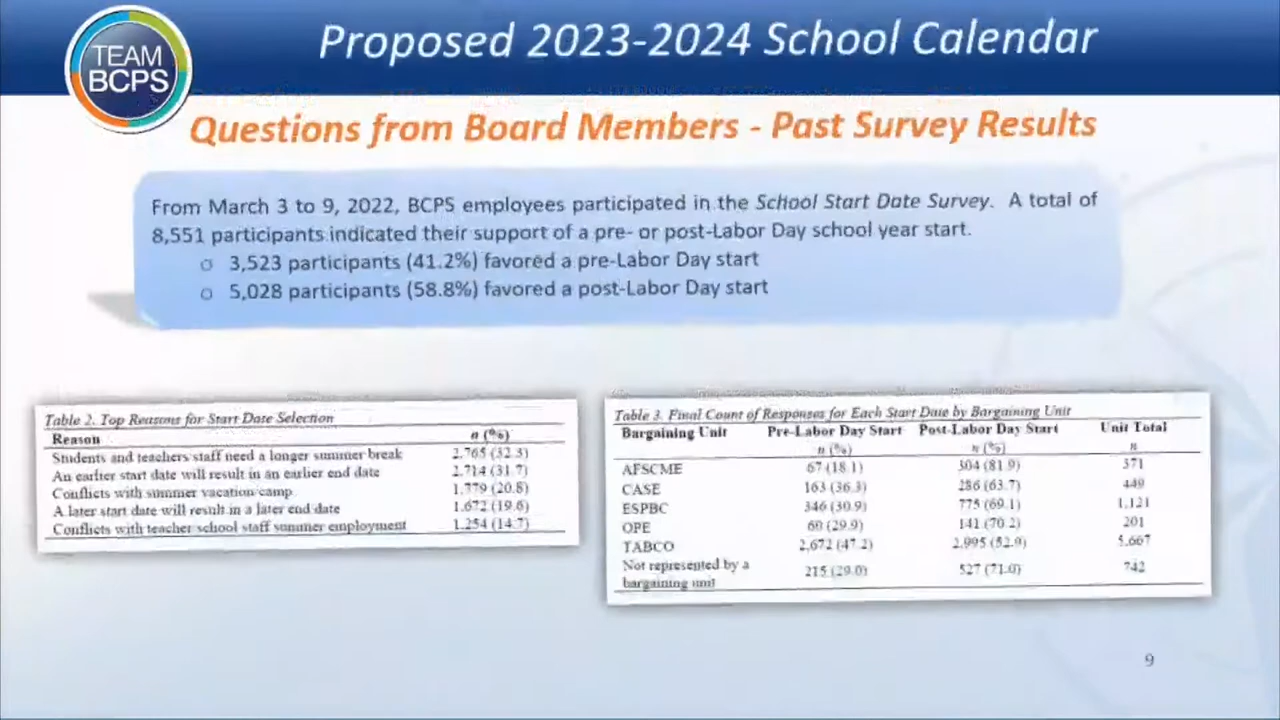 TEAM
BCPS
Proposed 2023-2024 School Calendar
Questions from Board Members - Past Survey Results
From March 3 to 9, 2022, BCPS employees participated in the School Start Date Survey. A total of
8,551 participants indicated their support of a pre- or post-Labor Day school year start.
o 3,523 participants (41.2%) favored a pre-Labor Day start
o 5,028 participants (58.8%) favored a post-Labor Day start
Table 2. Top Reasons for Start Date Selection
Reason n (%)
Students and teachers staff need a longer summer break 2,765 (32.3)
An earlier start date will result in an earlier end date 2,714 (31.7)
Conflicts with summer vacation camp 1,779 (20.8)
A later start date will result in a later end date 1,672 (19.6)
Conflicts with teacher school staff summer employment 1,254 (14.7)
Table 3. Final Count of Responses for Each Start Date by Bargaining Unit
Bargaining Unit Pre-Labor Day Start Post-Labor Day Start Unit Total
n (%) n (%) n
AFSCME 67 (18.1) 304 (81.9) 371
CASE 163 (36.3) 286 (63.7) 449
ESPBC 346 (30.9) 775 (69.1) 1,121
OPE 60 (29.9) 141 (70.2) 201
TABCO 2,672 (47.2) 2,995 (52.9) 5,667
Not represented by a
bargaining unit 215 (29.0) 527 (71.0) 742
9